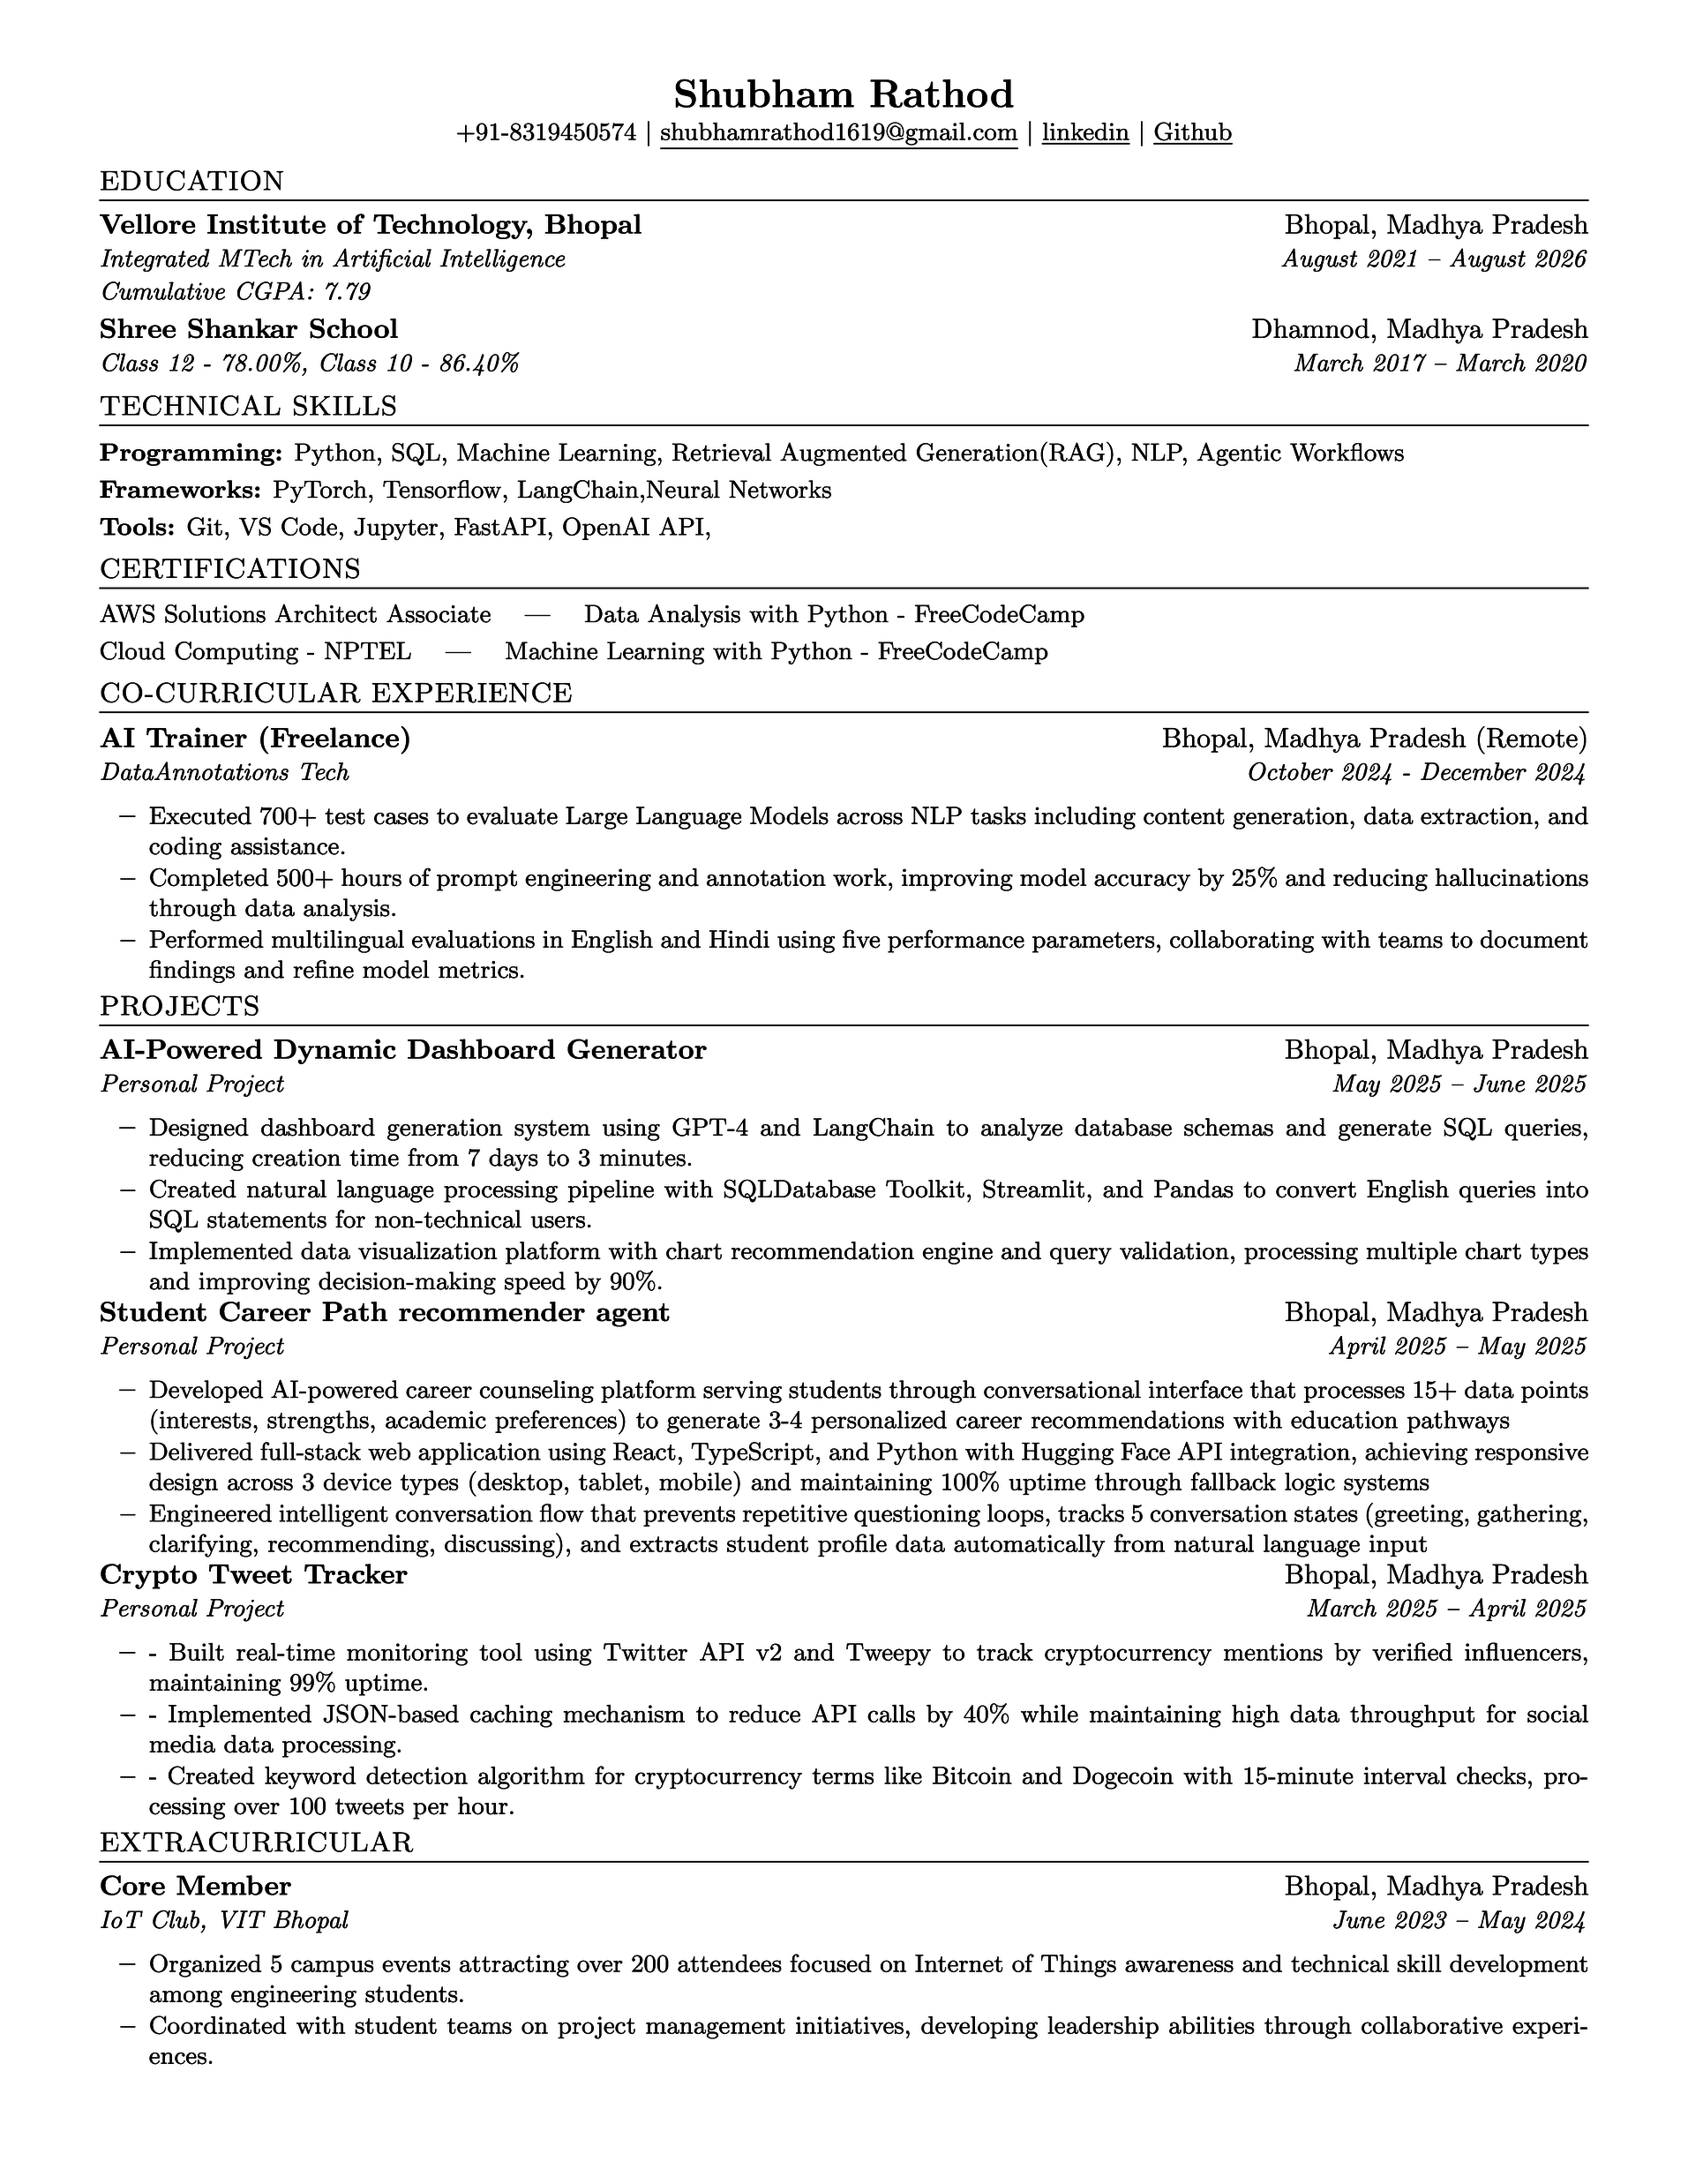 Shubham Rathod
+91-8319450574 | shubhamrathod1619@gmail.com | linkedin | Github
EDUCATION
Vellore Institute of Technology, Bhopal Bhopal, Madhya Pradesh
Integrated MTech in Artificial Intelligence August 2021 – August 2026
Cumulative CGPA: 7.79
Shree Shankar School Dhamnod, Madhya Pradesh
Class 12 - 78.00%, Class 10 - 86.40% March 2017 – March 2020
TECHNICAL SKILLS
Programming: Python, SQL, Machine Learning, Retrieval Augmented Generation(RAG), NLP, Agentic Workflows
Frameworks: PyTorch, Tensorflow, LangChain,Neural Networks
Tools: Git, VS Code, Jupyter, FastAPI, OpenAI API,
CERTIFICATIONS
AWS Solutions Architect Associate — Data Analysis with Python - FreeCodeCamp
Cloud Computing - NPTEL — Machine Learning with Python - FreeCodeCamp
CO-CURRICULAR EXPERIENCE
AI Trainer (Freelance) Bhopal, Madhya Pradesh (Remote)
DataAnnotations Tech October 2024 - December 2024
– Executed 700+ test cases to evaluate Large Language Models across NLP tasks including content generation, data extraction, and
coding assistance.
– Completed 500+ hours of prompt engineering and annotation work, improving model accuracy by 25% and reducing hallucinations
through data analysis.
– Performed multilingual evaluations in English and Hindi using five performance parameters, collaborating with teams to document
findings and refine model metrics.
PROJECTS
AI-Powered Dynamic Dashboard Generator Bhopal, Madhya Pradesh
Personal Project May 2025 – June 2025
– Designed dashboard generation system using GPT-4 and LangChain to analyze database schemas and generate SQL queries,
reducing creation time from 7 days to 3 minutes.
– Created natural language processing pipeline with SQLDatabase Toolkit, Streamlit, and Pandas to convert English queries into
SQL statements for non-technical users.
– Implemented data visualization platform with chart recommendation engine and query validation, processing multiple chart types
and improving decision-making speed by 90%.
Student Career Path recommender agent Bhopal, Madhya Pradesh
Personal Project April 2025 – May 2025
– Developed AI-powered career counseling platform serving students through conversational interface that processes 15+ data points
(interests, strengths, academic preferences) to generate 3-4 personalized career recommendations with education pathways
– Delivered full-stack web application using React, TypeScript, and Python with Hugging Face API integration, achieving responsive
design across 3 device types (desktop, tablet, mobile) and maintaining 100% uptime through fallback logic systems
– Engineered intelligent conversation flow that prevents repetitive questioning loops, tracks 5 conversation states (greeting, gathering,
clarifying, recommending, discussing), and extracts student profile data automatically from natural language input
Crypto Tweet Tracker Bhopal, Madhya Pradesh
Personal Project March 2025 – April 2025
– - Built real-time monitoring tool using Twitter API v2 and Tweepy to track cryptocurrency mentions by verified influencers,
maintaining 99% uptime.
– - Implemented JSON-based caching mechanism to reduce API calls by 40% while maintaining high data throughput for social
media data processing.
– - Created keyword detection algorithm for cryptocurrency terms like Bitcoin and Dogecoin with 15-minute interval checks, pro-
cessing over 100 tweets per hour.
EXTRACURRICULAR
Core Member Bhopal, Madhya Pradesh
IoT Club, VIT Bhopal June 2023 – May 2024
– Organized 5 campus events attracting over 200 attendees focused on Internet of Things awareness and technical skill development
among engineering students.
– Coordinated with student teams on project management initiatives, developing leadership abilities through collaborative experi-
ences.